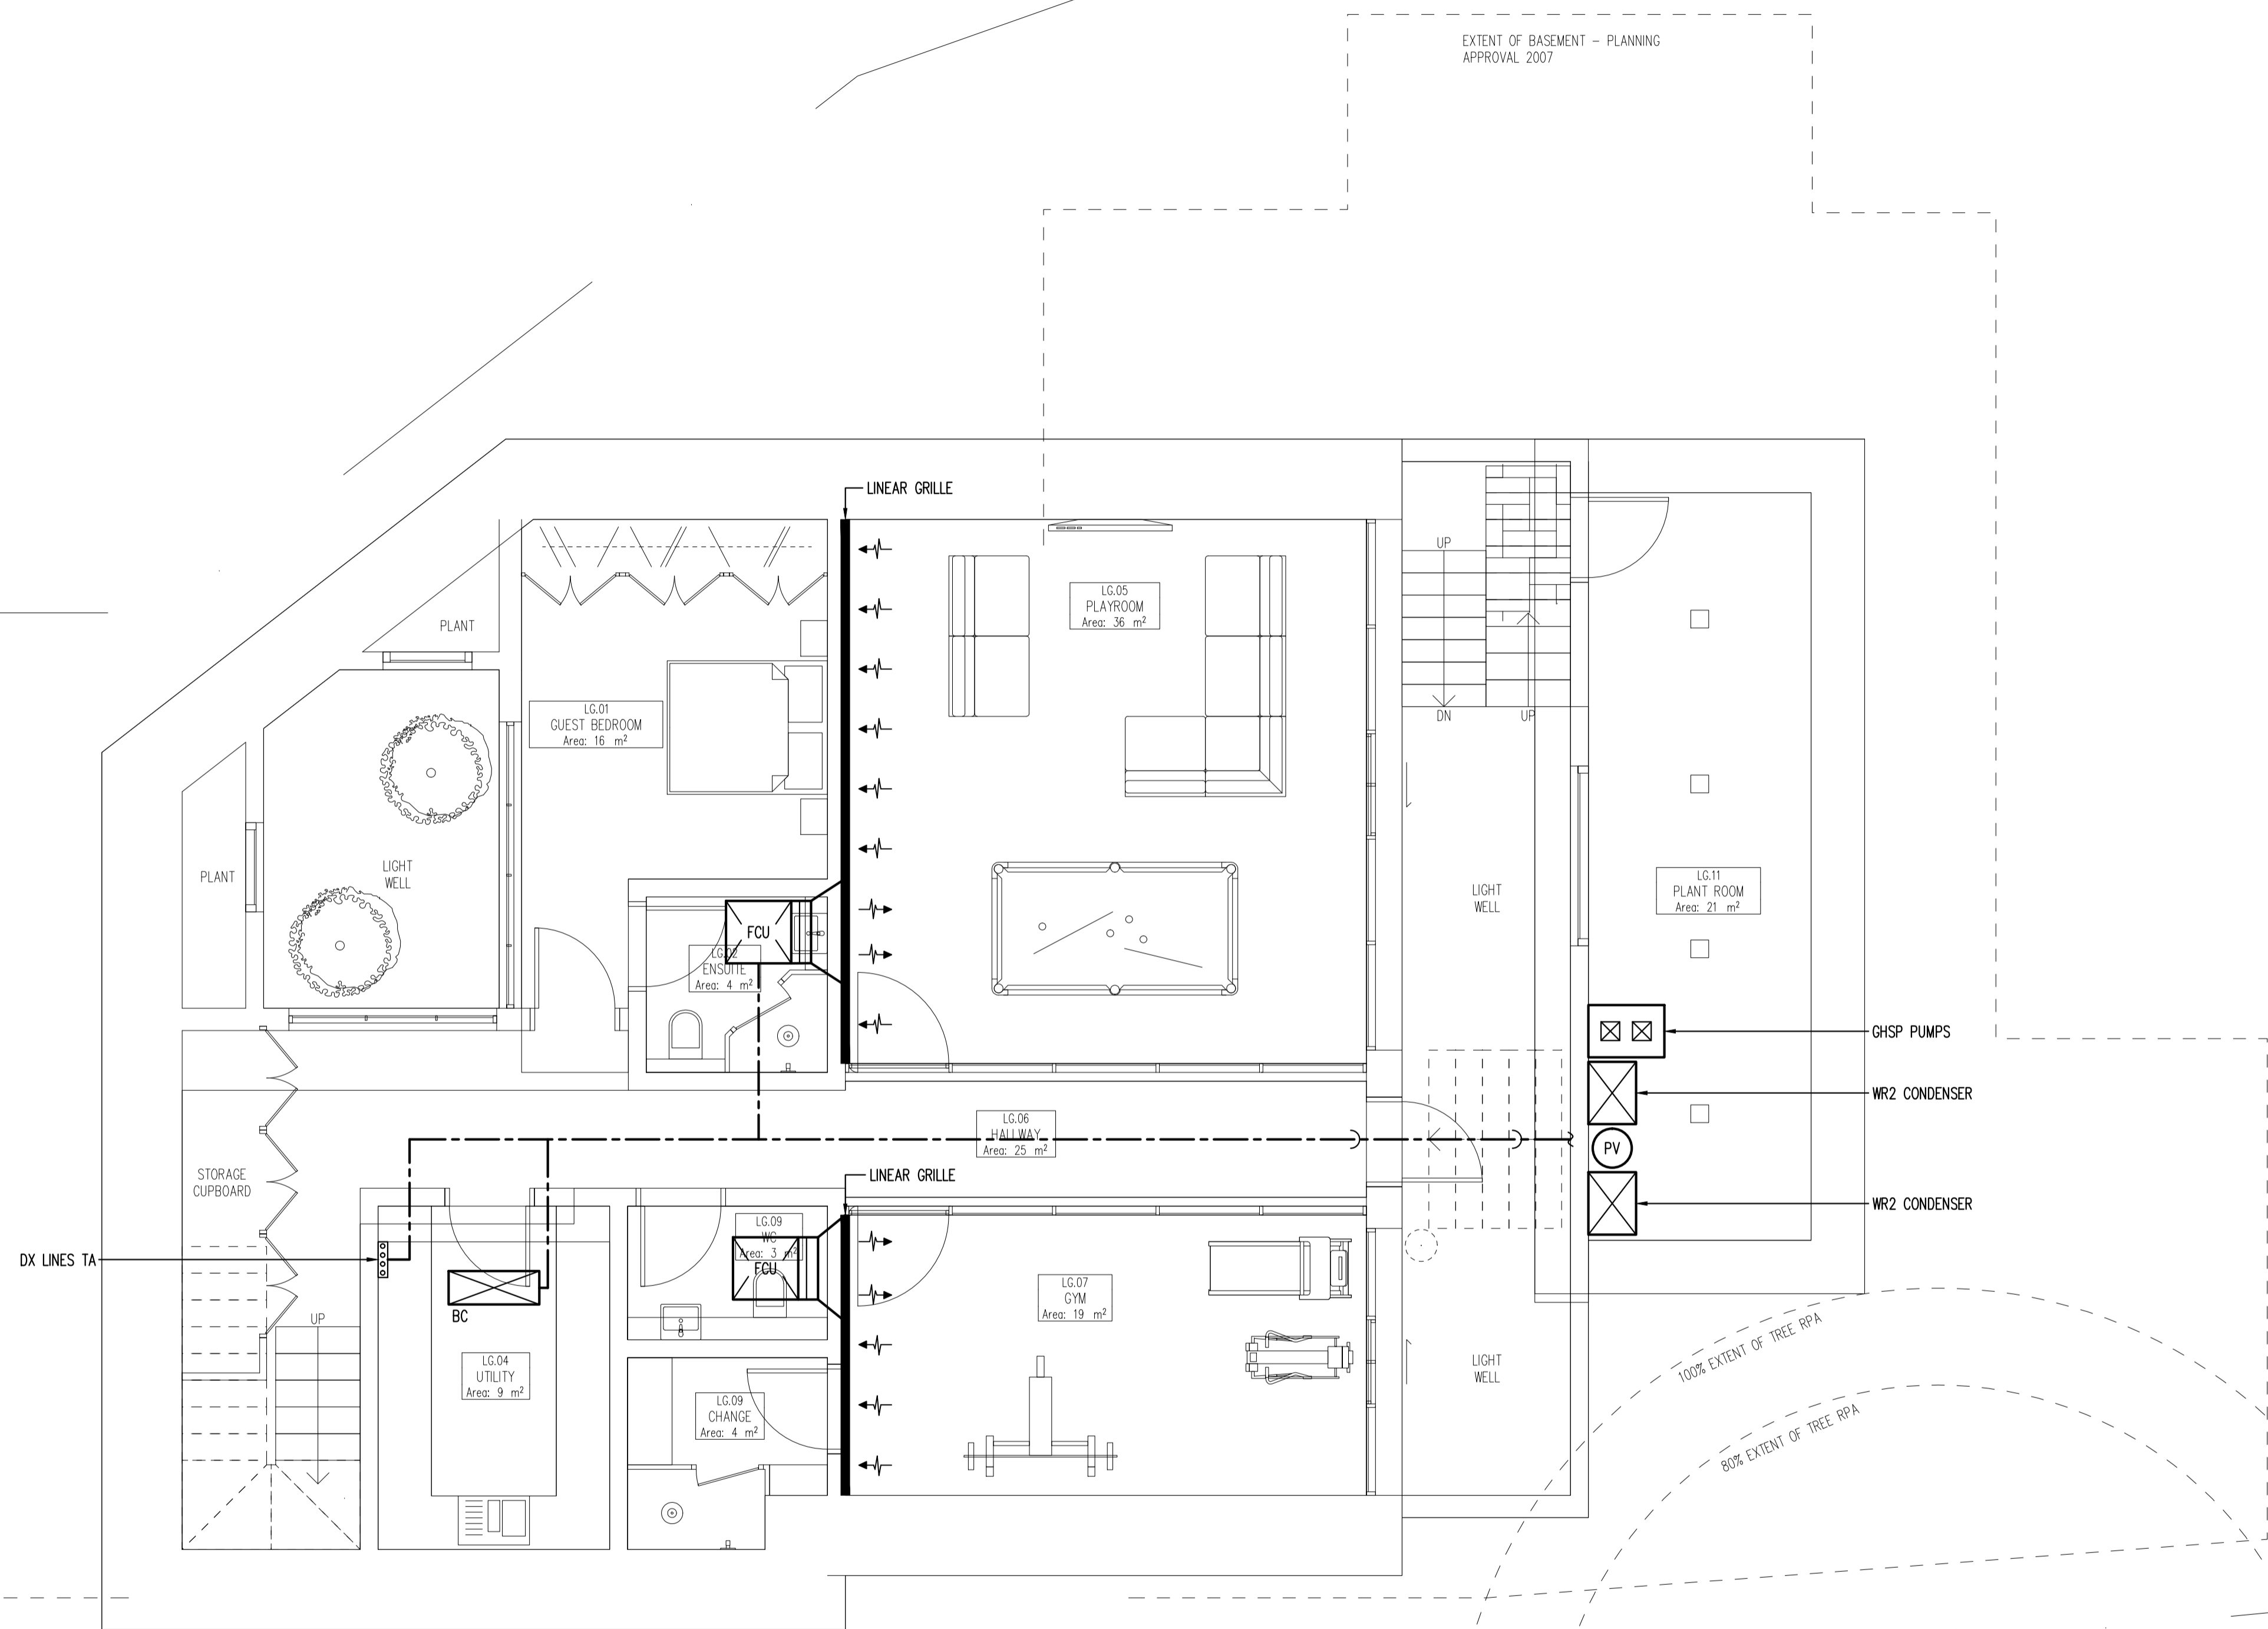 EXTENT OF BASEMENT – PLANNING
APPROVAL 2007
LINEAR GRILLE
UP
LG.05
PLAYROOM
Area: 36 m²
PLANT
LG.01
GUEST BEDROOM
Area: 16 m²
DN
UP
LIGHT
WELL
PLANT
LIGHT
WELL
LG.11
PLANT ROOM
Area: 21 m²
FCU
LG.02
ENSUITE
Area: 4 m²
GHSP PUMPS
WR2 CONDENSER
LG.06
HALLWAY
Area: 25 m²
PV
STORAGE
CUPBOARD
LINEAR GRILLE
WR2 CONDENSER
LG.09
WC
Area: 3 m²
FCU
DX LINES TA
LG.07
GYM
Area: 19 m²
UP
BC
LG.04
UTILITY
Area: 9 m²
LIGHT
WELL
100% EXTENT OF TREE RPA
LG.09
CHANGE
Area: 4 m²
80% EXTENT OF TREE RPA